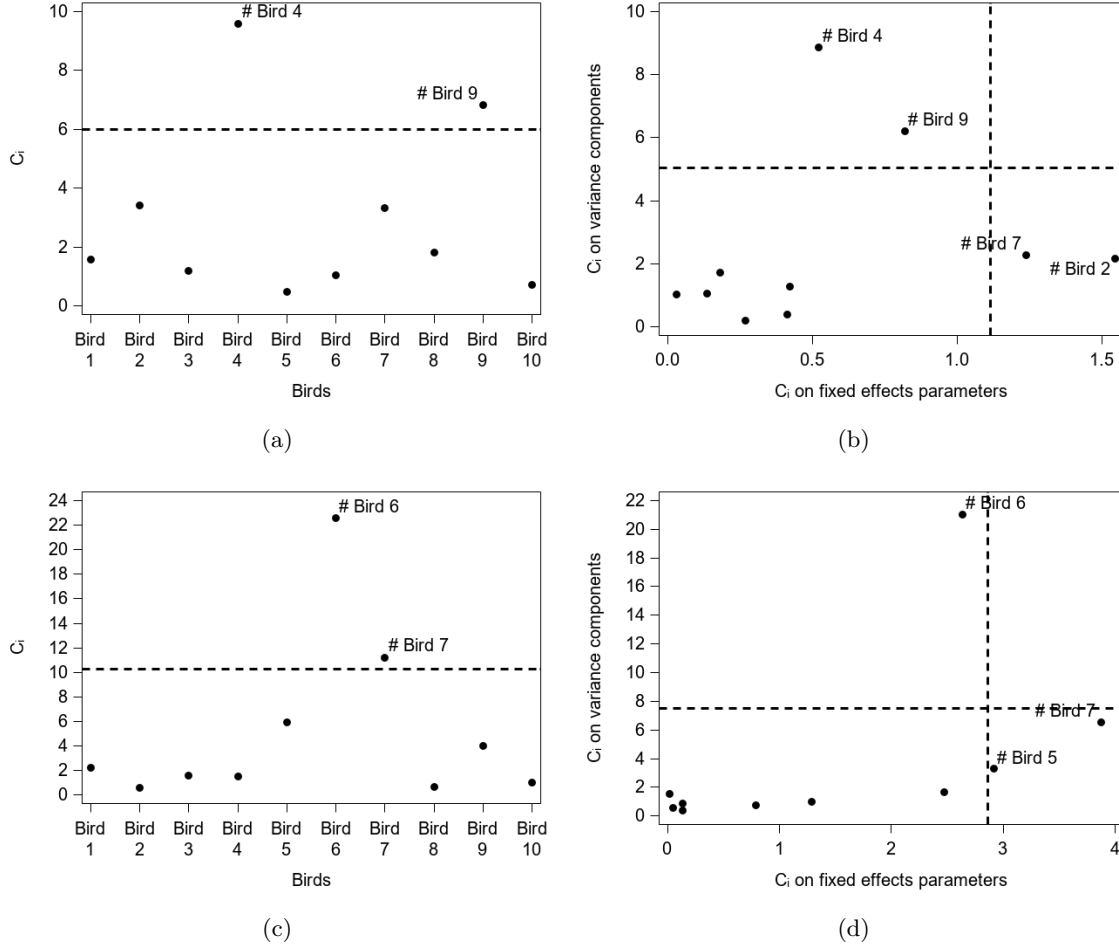 10
8
6
4
2
0
Cᵢ
# Bird 4
# Bird 9
Bird 1
Bird 2
Bird 3
Bird 4
Bird 5
Bird 6
Bird 7
Bird 8
Bird 9
Bird 10
Birds
(a)
10
8
6
4
2
0
Cᵢ on variance components
# Bird 4
# Bird 9
# Bird 7
# Bird 2
0.0 0.5 1.0 1.5
Cᵢ on fixed effects parameters
(b)
24
22
20
18
16
14
12
10
8
6
4
2
0
Cᵢ
# Bird 6
# Bird 7
Bird 1
Bird 2
Bird 3
Bird 4
Bird 5
Bird 6
Bird 7
Bird 8
Bird 9
Bird 10
Birds
(c)
22
20
18
16
14
12
10
8
6
4
2
0
Cᵢ on variance components
# Bird 6
# Bird 7
# Bird 5
0 1 2 3 4
Cᵢ on fixed effects parameters
(d)